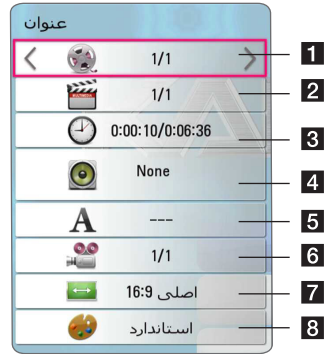 عنوان
1/1 1
1/1 2
0:00:10/0:06:36 3
None 4
A --- 5
1/1 6
اصلی 16:9 7
استاندارد 8